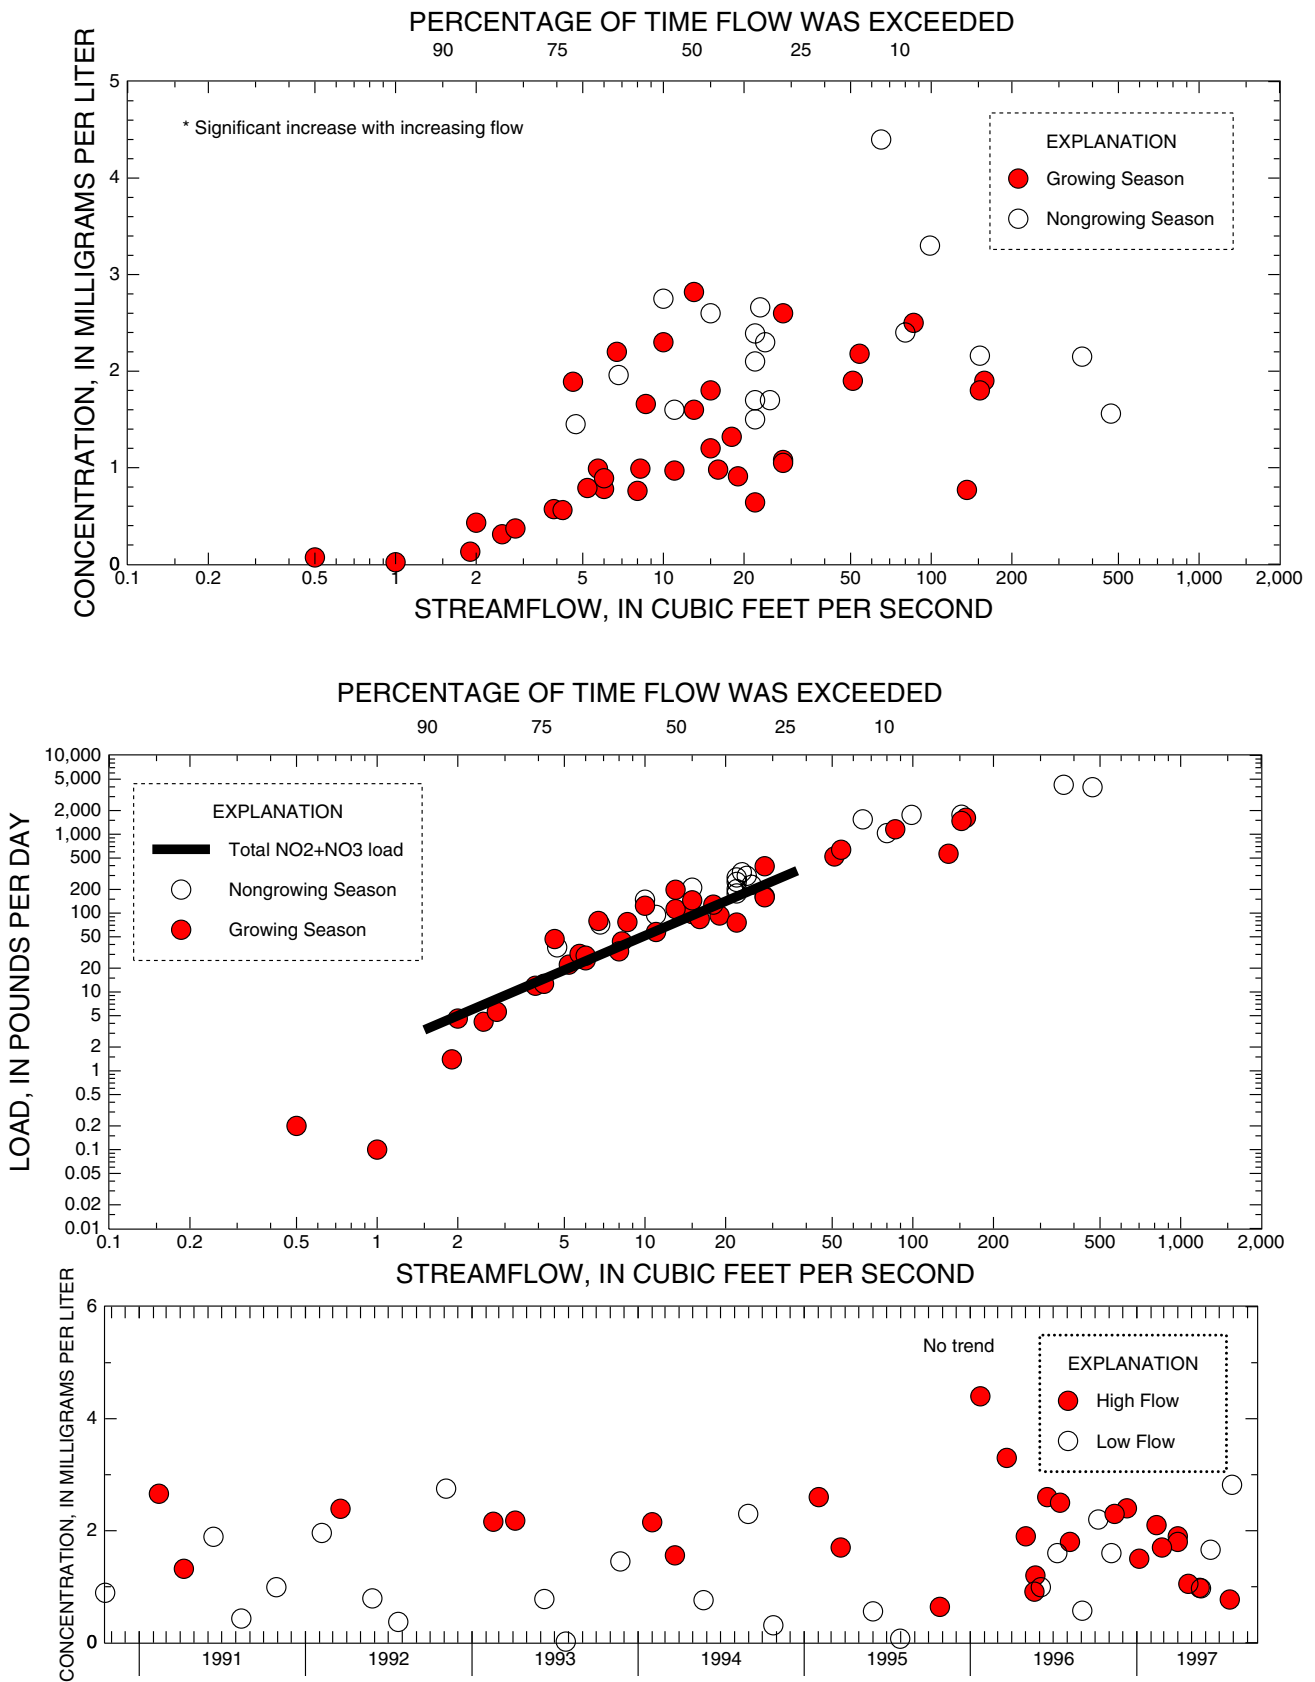 PERCENTAGE OF TIME FLOW WAS EXCEEDED
90 75 50 25 10
CONCENTRATION, IN MILLIGRAMS PER LITER
5
4
3
2
1
0
* Significant increase with increasing flow
EXPLANATION
Growing Season
Nongrowing Season
0.1 0.2 0.5 1 2 5 10 20 50 100 200 500 1,000 2,000
STREAMFLOW, IN CUBIC FEET PER SECOND
PERCENTAGE OF TIME FLOW WAS EXCEEDED
90 75 50 25 10
LOAD, IN POUNDS PER DAY
10,000
5,000
2,000
1,000
500
200
100
50
20
10
5
2
1
0.5
0.2
0.1
0.05
0.02
0.01
EXPLANATION
Total NO2+NO3 load
Nongrowing Season
Growing Season
0.1 0.2 0.5 1 2 5 10 20 50 100 200 500 1,000 2,000
STREAMFLOW, IN CUBIC FEET PER SECOND
CONCENTRATION, IN MILLIGRAMS PER LITER
6
4
2
0
No trend
EXPLANATION
High Flow
Low Flow
1991 1992 1993 1994 1995 1996 1997